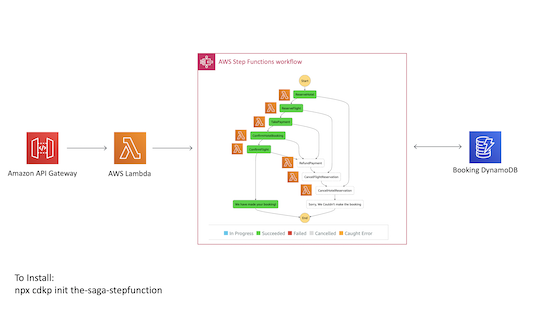 AWS Step Functions workflow
Start
ReserveHotel
ReserveFlight
TakePayment
ConfirmHotelBooking
ConfirmFlight
RefundPayment
CancelFlightReservation
CancelHotelReservation
We have made your booking!
Sorry, We Couldn't make the booking
End
In Progress
Succeeded
Failed
Cancelled
Caught Error
Amazon API Gateway
AWS Lambda
Booking DynamoDB
To Install:
npx cdkp init the-saga-stepfunction